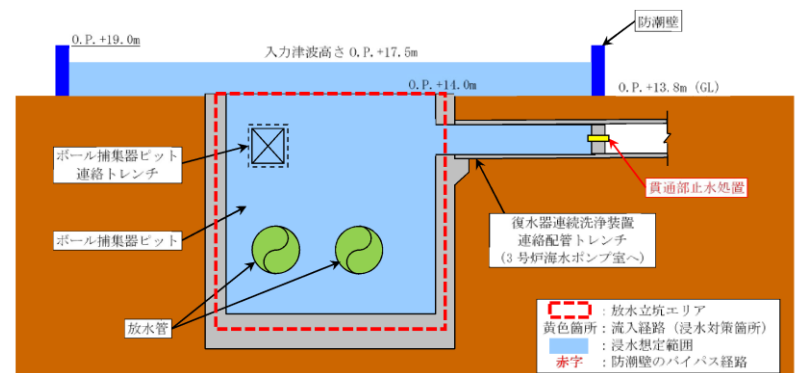 防潮壁
O.P.+19.0m
入力津波高さ O.P.+17.5m
O.P.+14.0m
O.P.+13.8m (GL)
ボール捕集器ピット
連絡トレンチ
貫通部止水処置
ボール捕集器ピット
復水器連続洗浄装置
連絡配管トレンチ
(3号炉海水ポンプ室へ)
放水管
:放水立坑エリア
黄色箇所:流入経路(浸水対策箇所)
:浸水想定範囲
赤字:防潮壁のバイパス経路